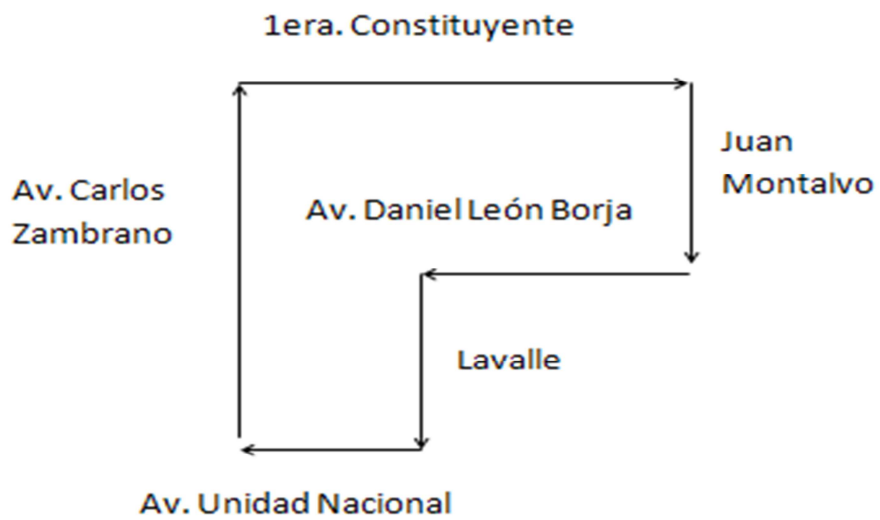 1era. Constituyente
Juan
Montalvo
Av. Carlos
Zambrano
Av. Daniel León Borja
Lavalle
Av. Unidad Nacional